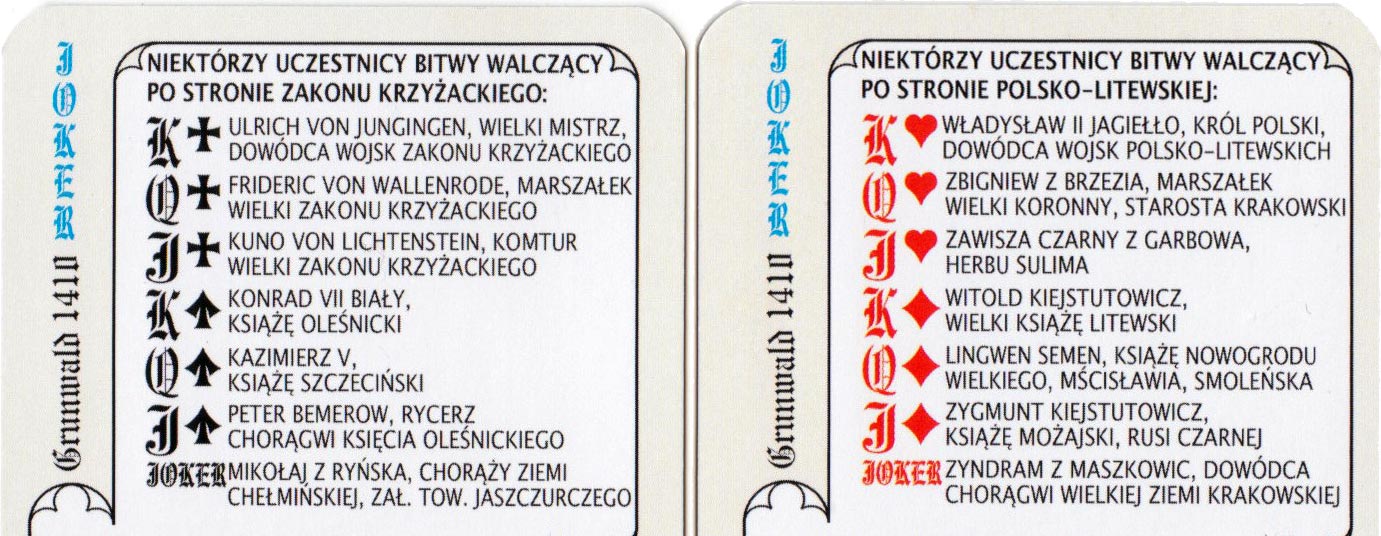 JOKER
Grunwald 1410
NIEKTÓRZY UCZESTNICY BITWY WALCZĄCY
PO STRONIE ZAKONU KRZYŻACKIEGO:
K ULRICH VON JUNGINGEN, WIELKI MISTRZ,
DOWÓDCA WOJSK ZAKONU KRZYŻACKIEGO
Q FRIDERIC VON WALLENRODE, MARSZAŁEK
WIELKI ZAKONU KRZYŻACKIEGO
J KUNO VON LICHTENSTEIN, KOMTUR
WIELKI ZAKONU KRZYŻACKIEGO
K KONRAD VII BIAŁY,
KSIĄŻĘ OLEŚNICKI
Q KAZIMIERZ V,
KSIĄŻĘ SZCZECIŃSKI
J PETER BEMEROW, RYCERZ
CHORĄGWI KSIĘCIA OLEŚNICKIEGO
JOKER MIKOŁAJ Z RYŃSKA, CHORĄŻY ZIEMI
CHEŁMIŃSKIEJ, ZAŁ. TOW. JASZCZURCZEGO
JOKER
Grunwald 1410
NIEKTÓRZY UCZESTNICY BITWY WALCZĄCY
PO STRONIE POLSKO-LITEWSKIEJ:
K WŁADYSŁAW II JAGIEŁŁO, KRÓL POLSKI,
DOWÓDCA WOJSK POLSKO-LITEWSKICH
Q ZBIGNIEW Z BRZEZIA, MARSZAŁEK
WIELKI KORONNY, STAROSTA KRAKOWSKI
J ZAWISZA CZARNY Z GARBOWA,
HERBU SULIMA
K WITOLD KIEJSTUTOWICZ,
WIELKI KSIĄŻĘ LITEWSKI
Q LINGWEN SEMEN, KSIĄŻĘ NOWOGRODU
WIELKIEGO, MŚCISŁAWIA, SMOLEŃSKA
J ZYGMUNT KIEJSTUTOWICZ,
KSIĄŻĘ MOŻAJSKI, RUSI CZARNEJ
JOKER ZYNDRAM Z MASZKOWIC, DOWÓDCA
CHORĄGWI WIELKIEJ ZIEMI KRAKOWSKIEJ